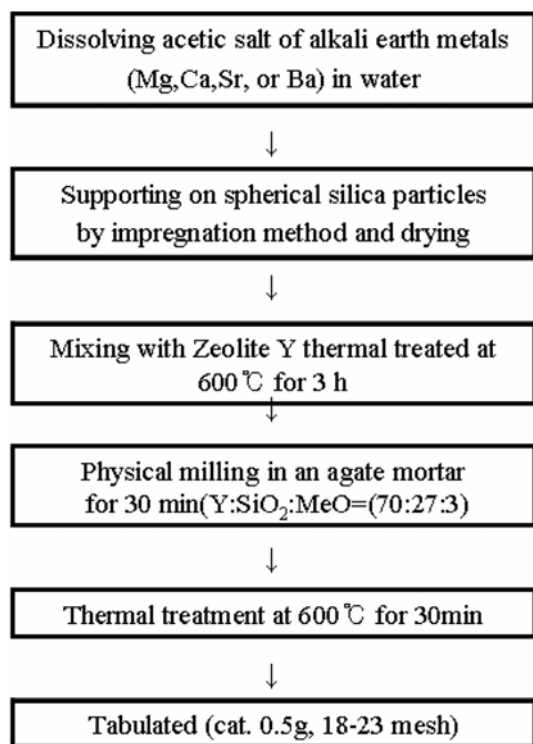 Dissolving acetic salt of alkali earth metals
(Mg,Ca,Sr, or Ba) in water
↓
Supporting on spherical silica particles
by impregnation method and drying
↓
Mixing with Zeolite Y thermal treated at
600℃ for 3 h
↓
Physical milling in an agate mortar
for 30 min(Y:SiO₂:MeO=(70:27:3)
↓
Thermal treatment at 600℃ for 30min
↓
Tabulated (cat. 0.5g, 18-23 mesh)